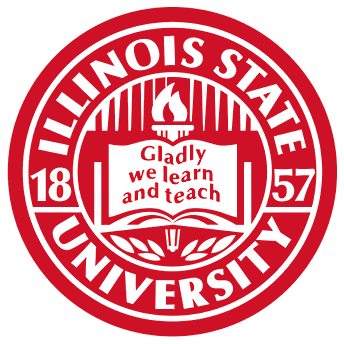 ILLINOIS STATE
18 57
Gladly
we learn
and teach
UNIVERSITY